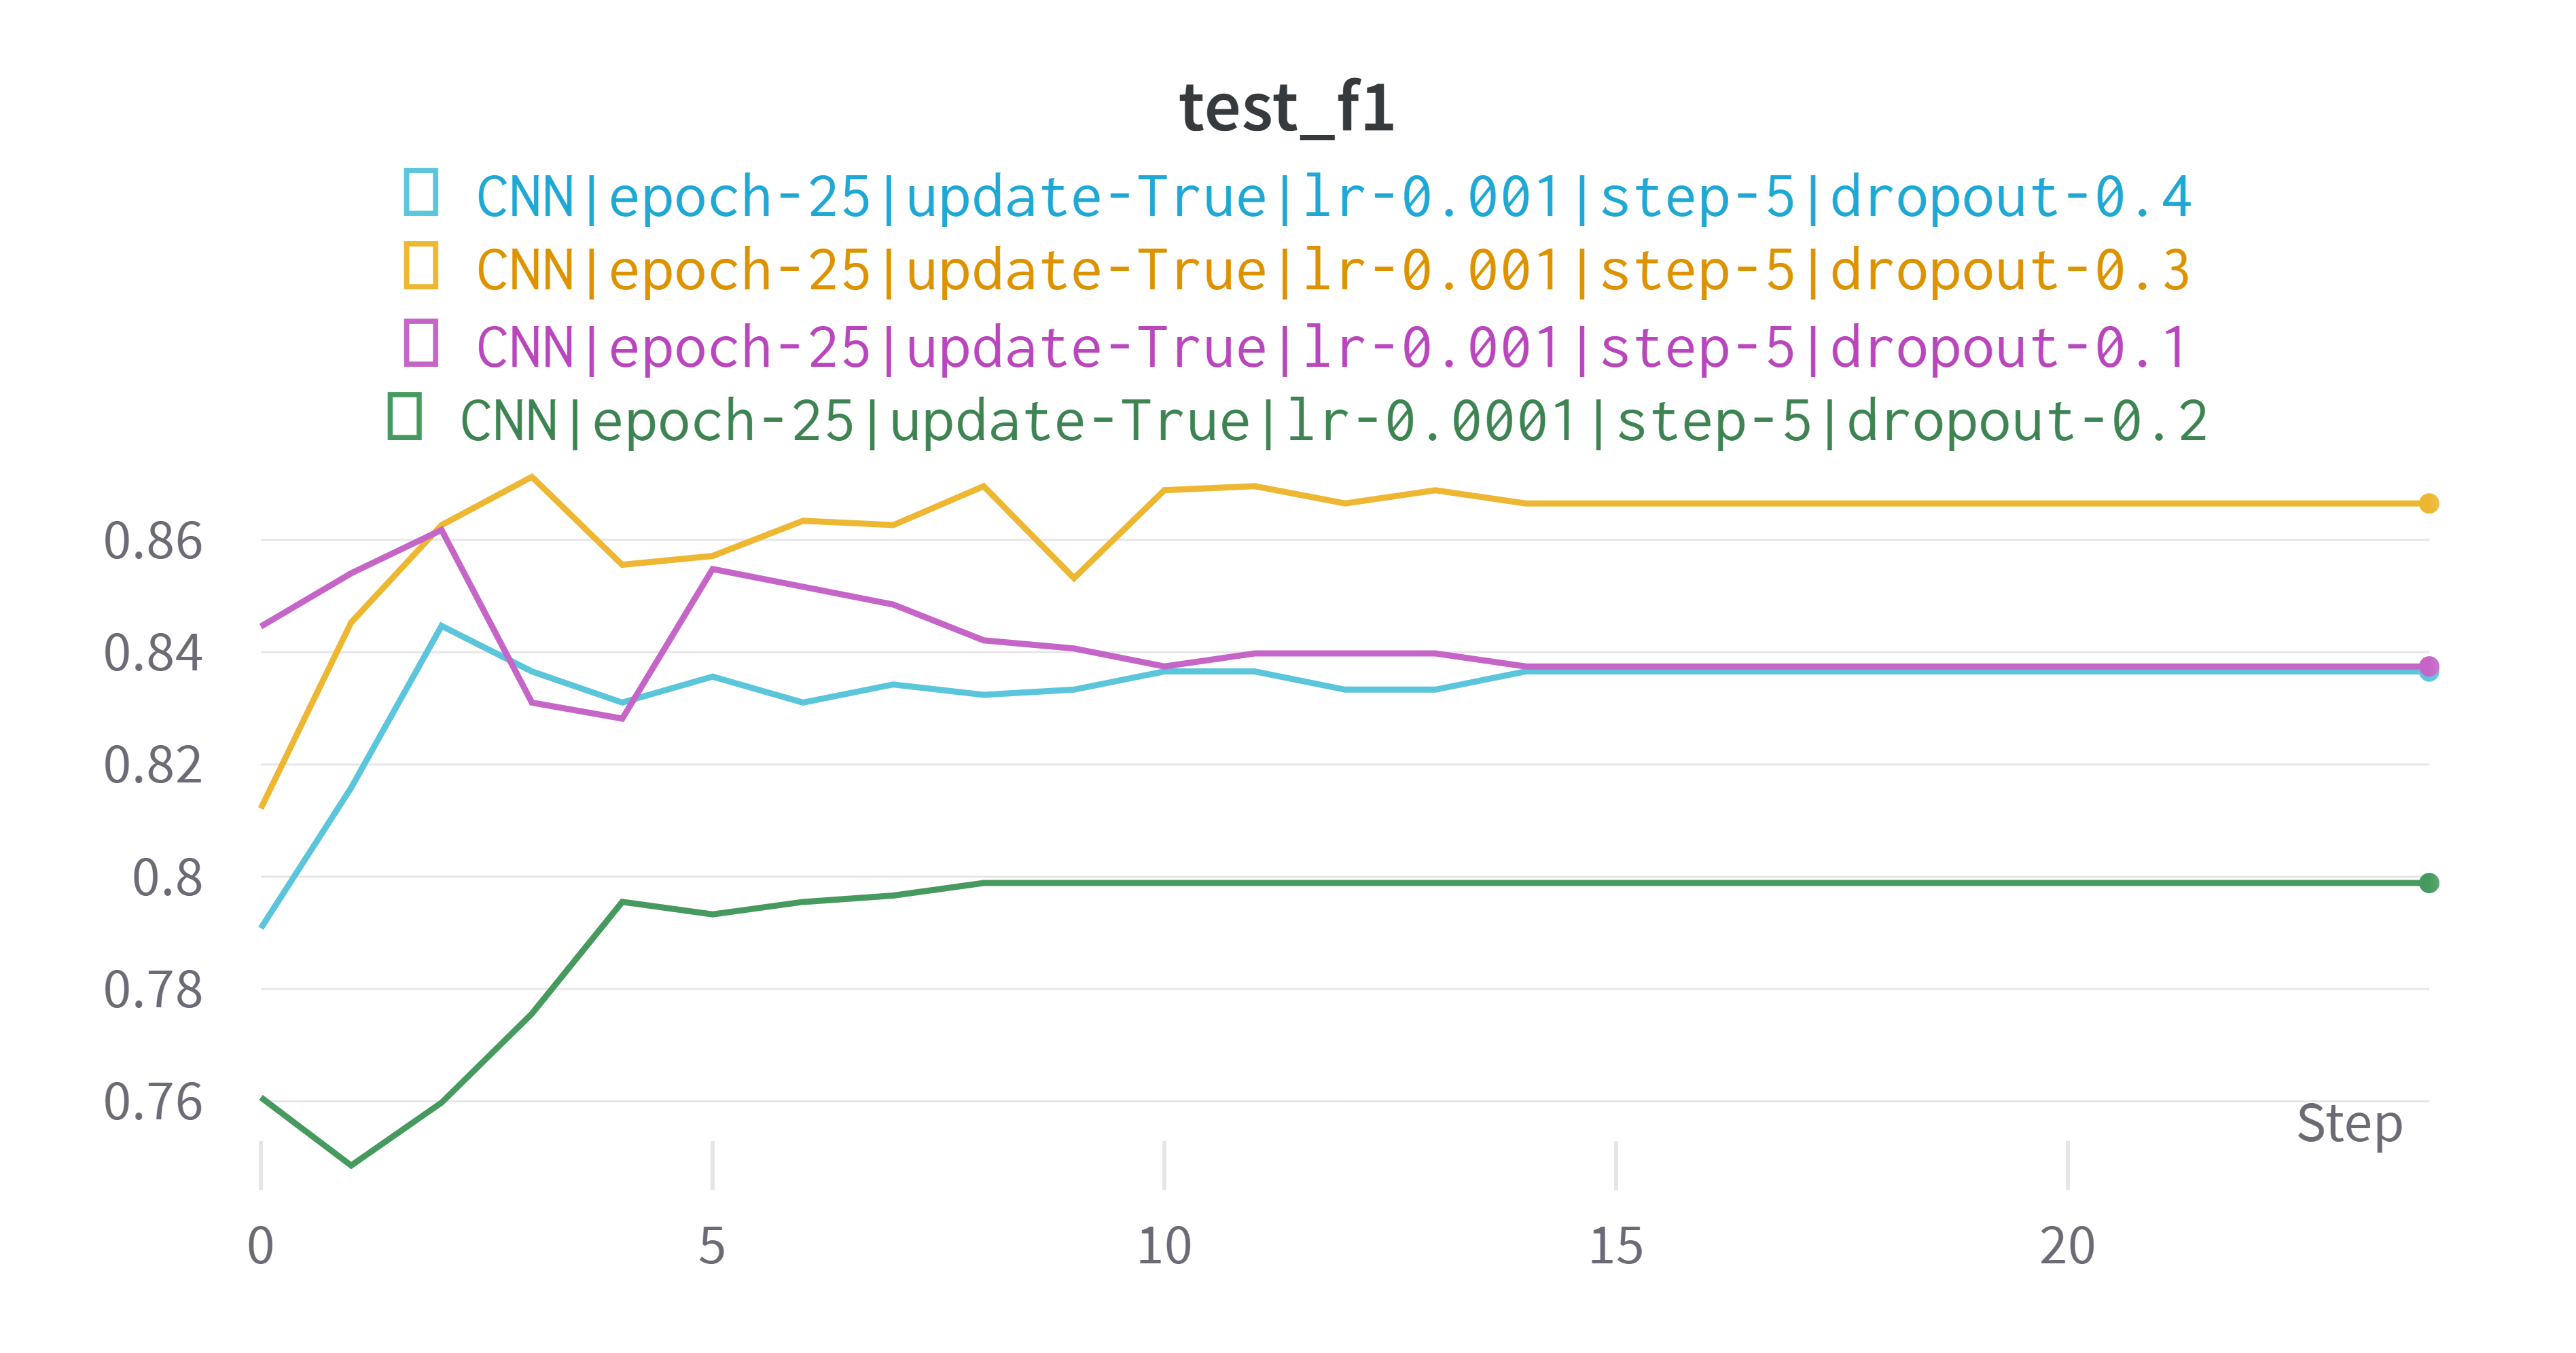 test_f1
CNN|epoch-25|update-True|lr-0.001|step-5|dropout-0.4
CNN|epoch-25|update-True|lr-0.001|step-5|dropout-0.3
CNN|epoch-25|update-True|lr-0.001|step-5|dropout-0.1
CNN|epoch-25|update-True|lr-0.0001|step-5|dropout-0.2
0.86
0.84
0.82
0.8
0.78
0.76
Step
0 5 10 15 20